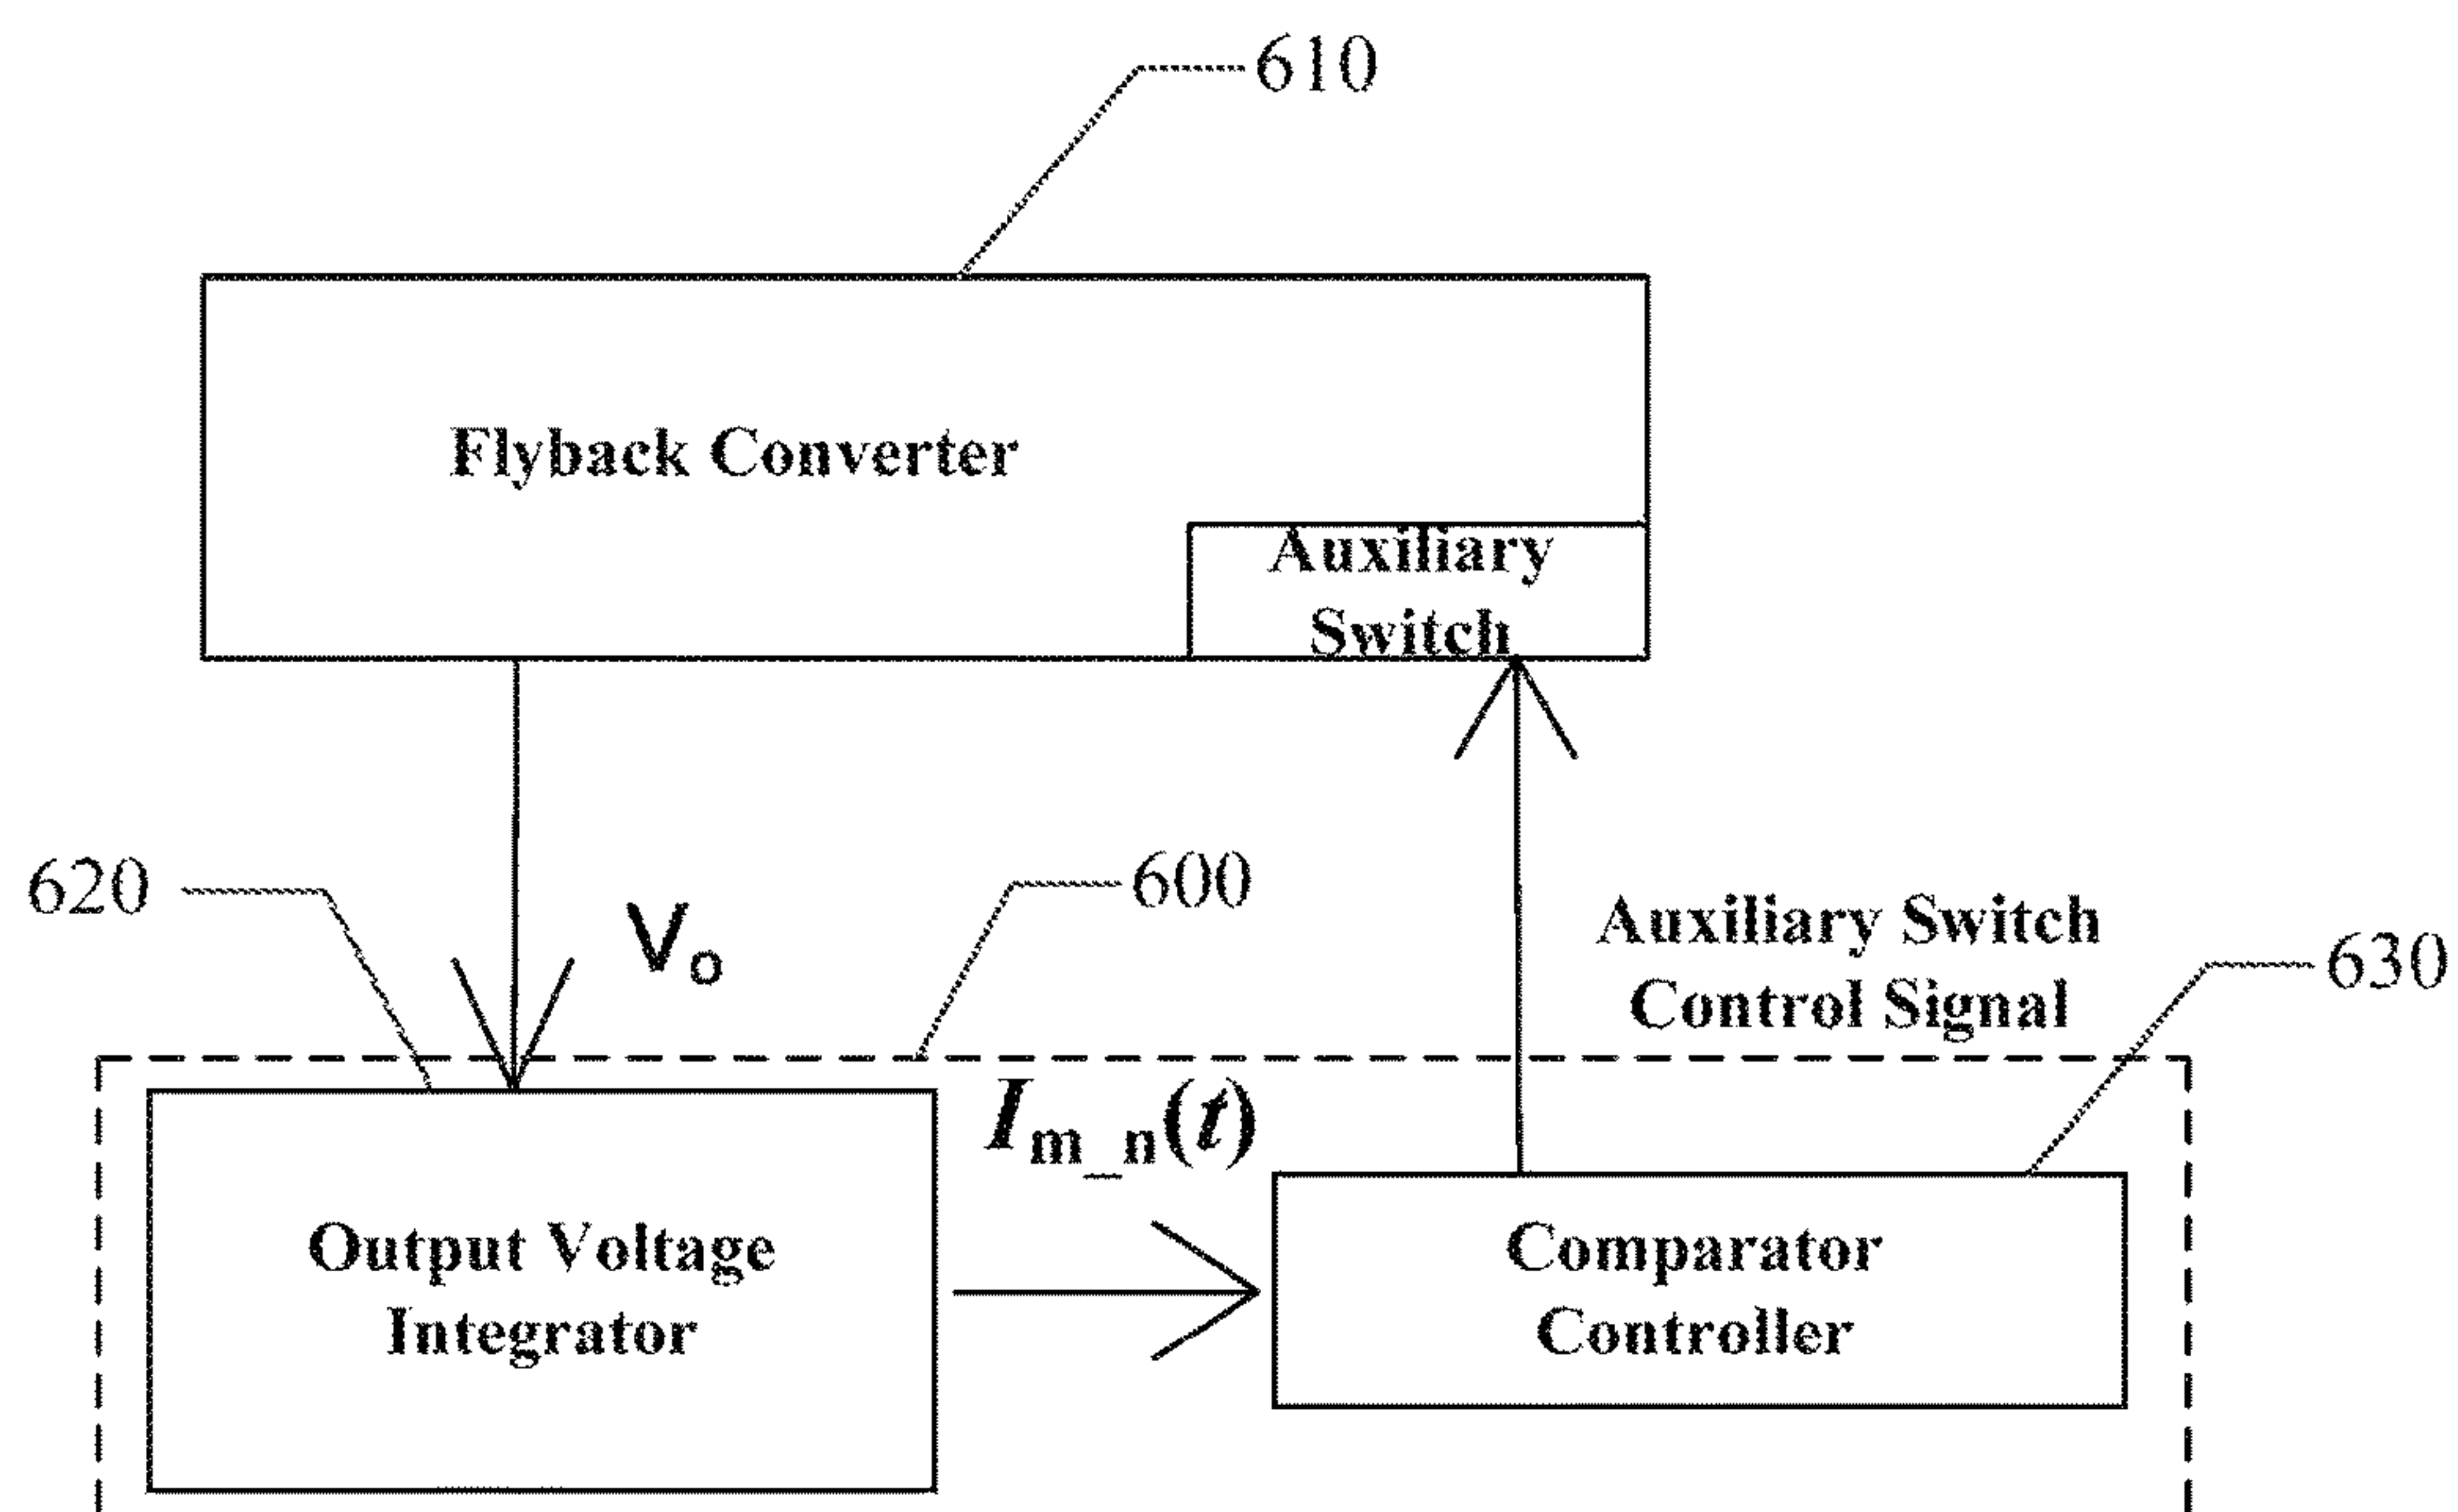 610
Flyback Converter
Auxiliary
Switch
620
600
Vo
Auxiliary Switch
Control Signal
630
Im_n(t)
Output Voltage
Integrator
Comparator
Controller